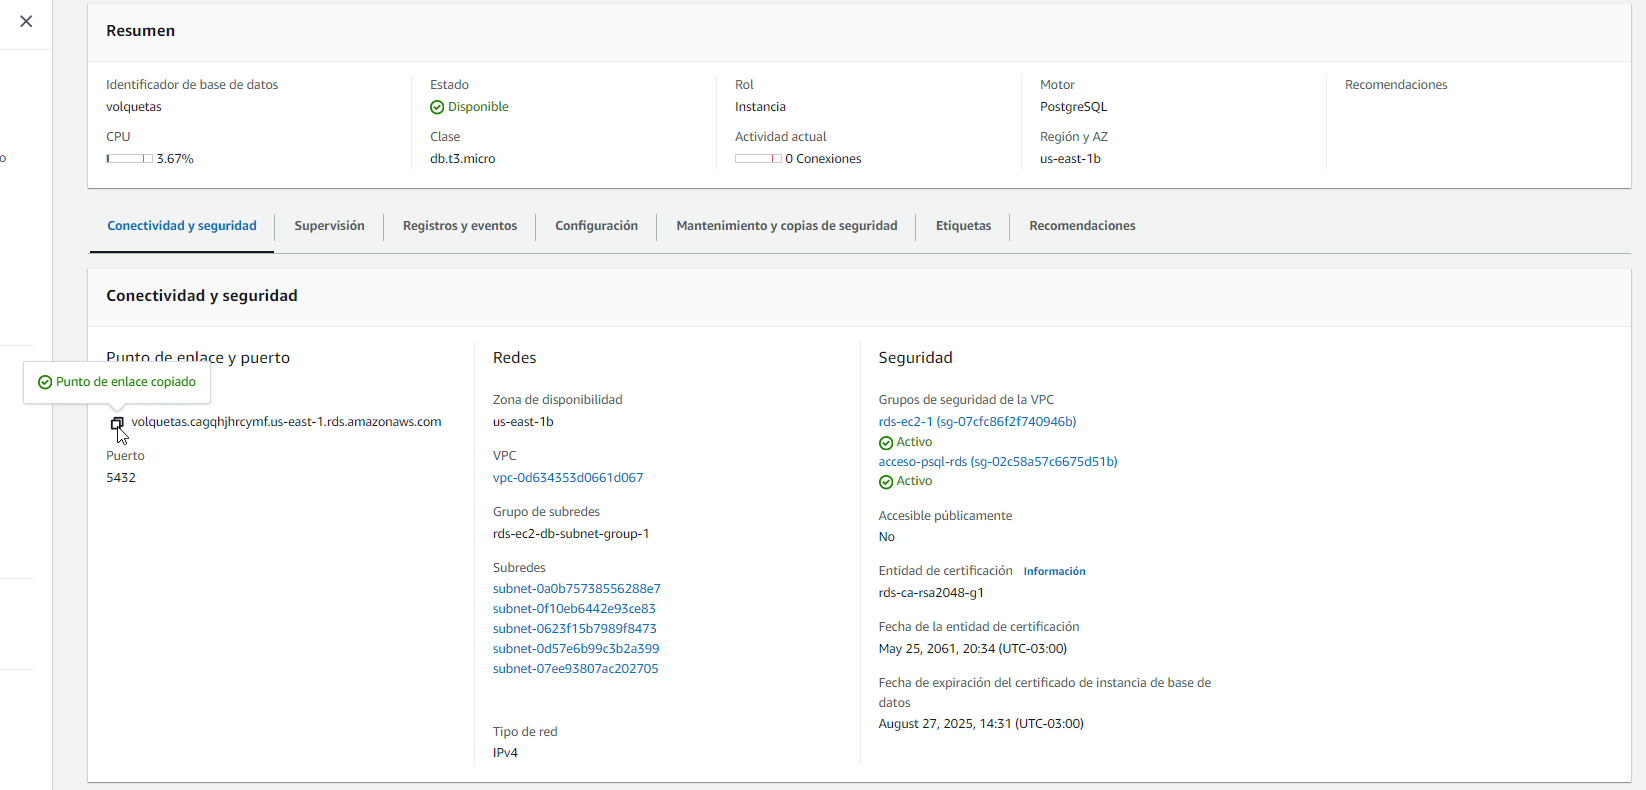 Resumen
Identificador de base de datos
volquetas
Estado
Disponible
Rol
Instancia
Motor
PostgreSQL
Recomendaciones
CPU
3.67%
Clase
db.t3.micro
Actividad actual
0 Conexiones
Región y AZ
us-east-1b
o
Conectividad y seguridad
Supervisión
Registros y eventos
Configuración
Mantenimiento y copias de seguridad
Etiquetas
Recomendaciones
Conectividad y seguridad
Punto de enlace y puerto
Punto de enlace copiado
volquetas.cagqhjhrcymf.us-east-1.rds.amazonaws.com
Puerto
5432
Redes
Zona de disponibilidad
us-east-1b
VPC
vpc-0d634353d0661d067
Grupo de subredes
rds-ec2-db-subnet-group-1
Subredes
subnet-0a0b75738556288e7
subnet-0f10eb6442e93ce83
subnet-0623f15b7989f8473
subnet-0d57e6b99c3b2a399
subnet-07ee93807ac202705
Tipo de red
IPv4
Seguridad
Grupos de seguridad de la VPC
rds-ec2-1 (sg-07cfc86f2f740946b)
Activo
acceso-psql-rds (sg-02c58a57c6675d51b)
Activo
Accesible públicamente
No
Entidad de certificación Información
rds-ca-rsa2048-g1
Fecha de la entidad de certificación
May 25, 2061, 20:34 (UTC-03:00)
Fecha de expiración del certificado de instancia de base de
datos
August 27, 2025, 14:31 (UTC-03:00)